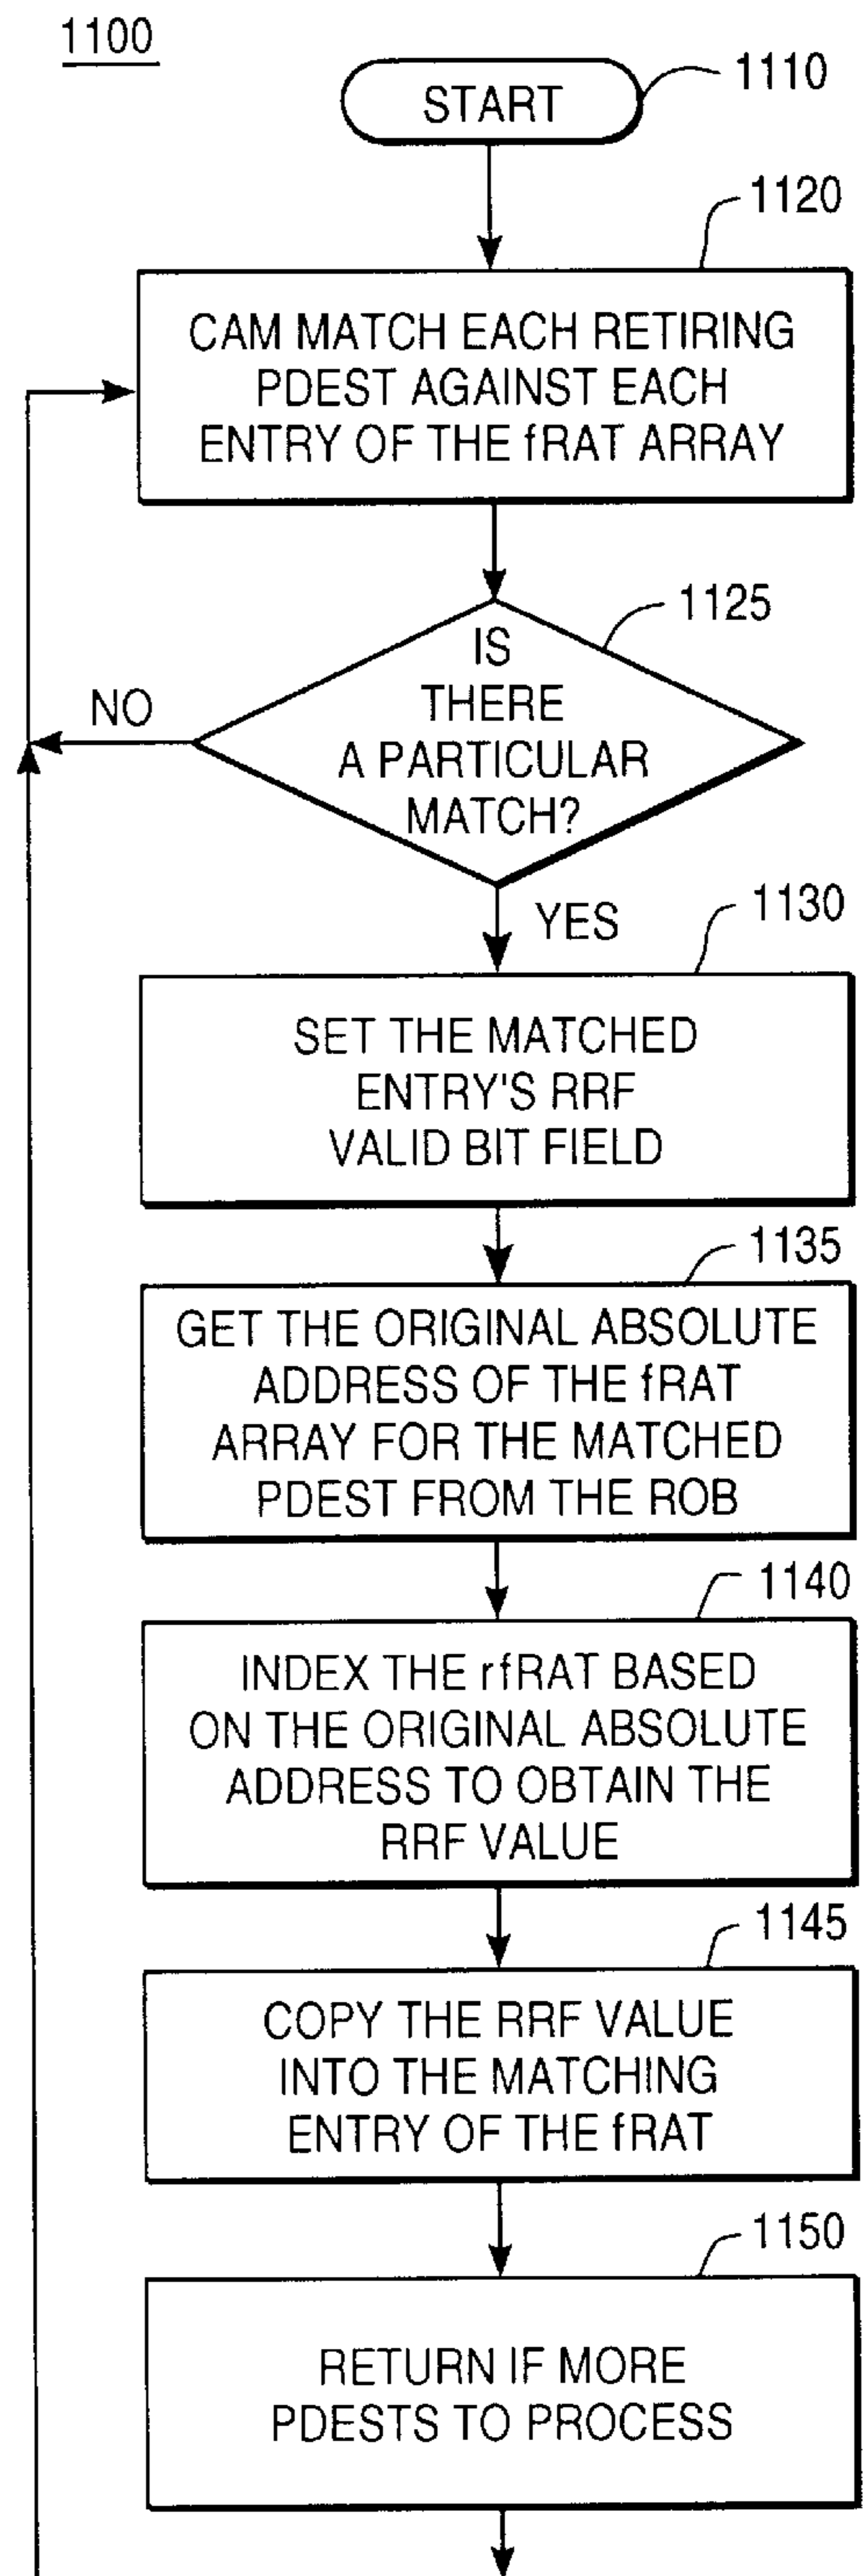 1100
START
1110
1120
CAM MATCH EACH RETIRING
PDEST AGAINST EACH
ENTRY OF THE fRAT ARRAY
1125
IS
THERE
A PARTICULAR
MATCH?
NO
YES
1130
SET THE MATCHED
ENTRY'S RRF
VALID BIT FIELD
1135
GET THE ORIGINAL ABSOLUTE
ADDRESS OF THE fRAT
ARRAY FOR THE MATCHED
PDEST FROM THE ROB
1140
INDEX THE rfRAT BASED
ON THE ORIGINAL ABSOLUTE
ADDRESS TO OBTAIN THE
RRF VALUE
1145
COPY THE RRF VALUE
INTO THE MATCHING
ENTRY OF THE fRAT
1150
RETURN IF MORE
PDESTS TO PROCESS